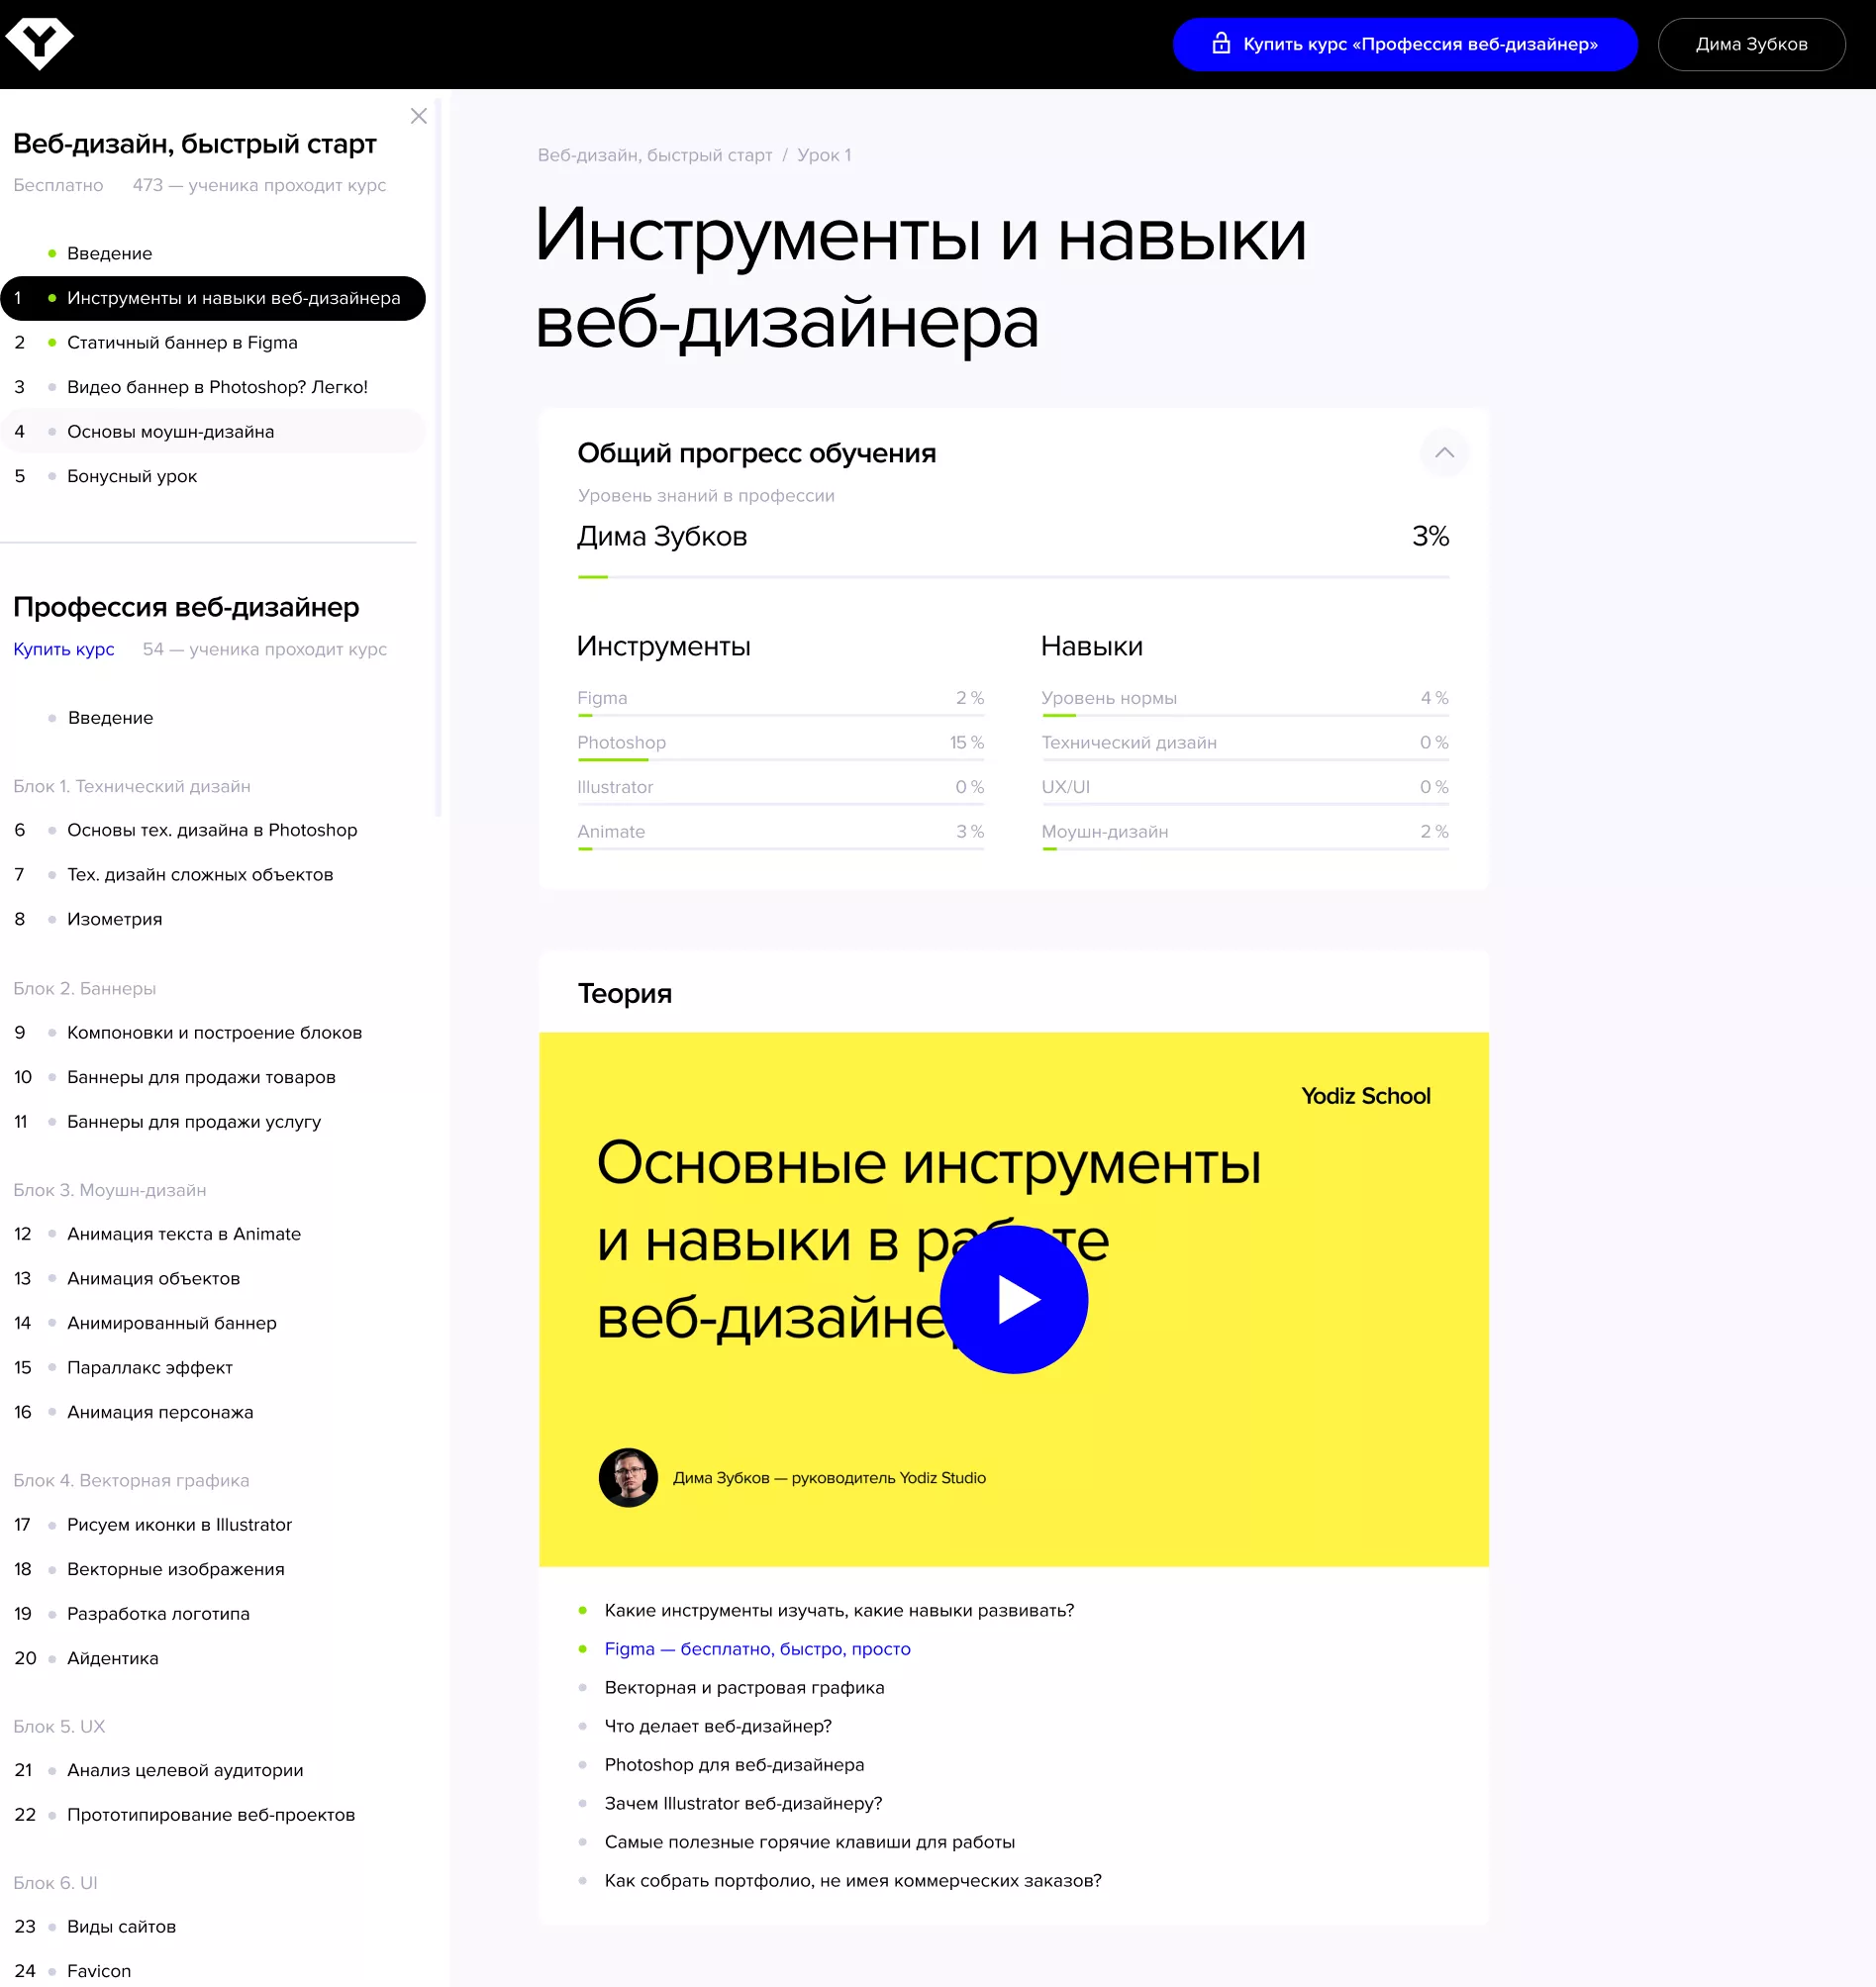 Купить курс «Профессия веб-дизайнер»
Дима Зубков
Веб-дизайн, быстрый старт
Бесплатно 473 — ученика проходит курс
Введение
1 Инструменты и навыки веб-дизайнера
2 Статичный баннер в Figma
3 Видео баннер в Photoshop? Легко!
4 Основы моушн-дизайна
5 Бонусный урок
Профессия веб-дизайнер
Купить курс 54 — ученика проходит курс
Введение
Блок 1. Технический дизайн
6 Основы тех. дизайна в Photoshop
7 Тех. дизайн сложных объектов
8 Изометрия
Блок 2. Баннеры
9 Компоновки и построение блоков
10 Баннеры для продажи товаров
11 Баннеры для продажи услугу
Блок 3. Моушн-дизайн
12 Анимация текста в Animate
13 Анимация объектов
14 Анимированный баннер
15 Параллакс эффект
16 Анимация персонажа
Блок 4. Векторная графика
17 Рисуем иконки в Illustrator
18 Векторные изображения
19 Разработка логотипа
20 Айдентика
Блок 5. UX
21 Анализ целевой аудитории
22 Прототипирование веб-проектов
Блок 6. UI
23 Виды сайтов
24 Favicon
Веб-дизайн, быстрый старт / Урок 1
Инструменты и навыки
веб-дизайнера
Общий прогресс обучения
Уровень знаний в профессии
Дима Зубков 3%
Инструменты
Figma 2 %
Photoshop 15 %
Illustrator 0 %
Animate 3 %
Навыки
Уровень нормы 4 %
Технический дизайн 0 %
UX/UI 0 %
Моушн-дизайн 2 %
Теория
Yodiz School
Основные инструменты
и навыки в работе
веб-дизайне
Дима Зубков — руководитель Yodiz Studio
Какие инструменты изучать, какие навыки развивать?
Figma — бесплатно, быстро, просто
Векторная и растровая графика
Что делает веб-дизайнер?
Photoshop для веб-дизайнера
Зачем Illustrator веб-дизайнеру?
Самые полезные горячие клавиши для работы
Как собрать портфолио, не имея коммерческих заказов?